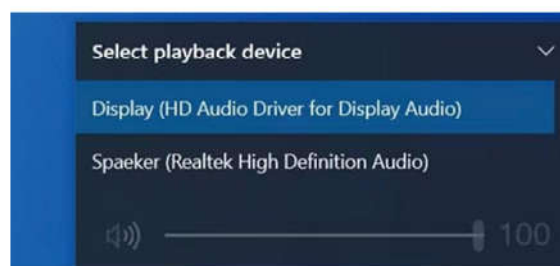 Select playback device
Display (HD Audio Driver for Display Audio)
Spaeker (Realtek High Definition Audio)
100